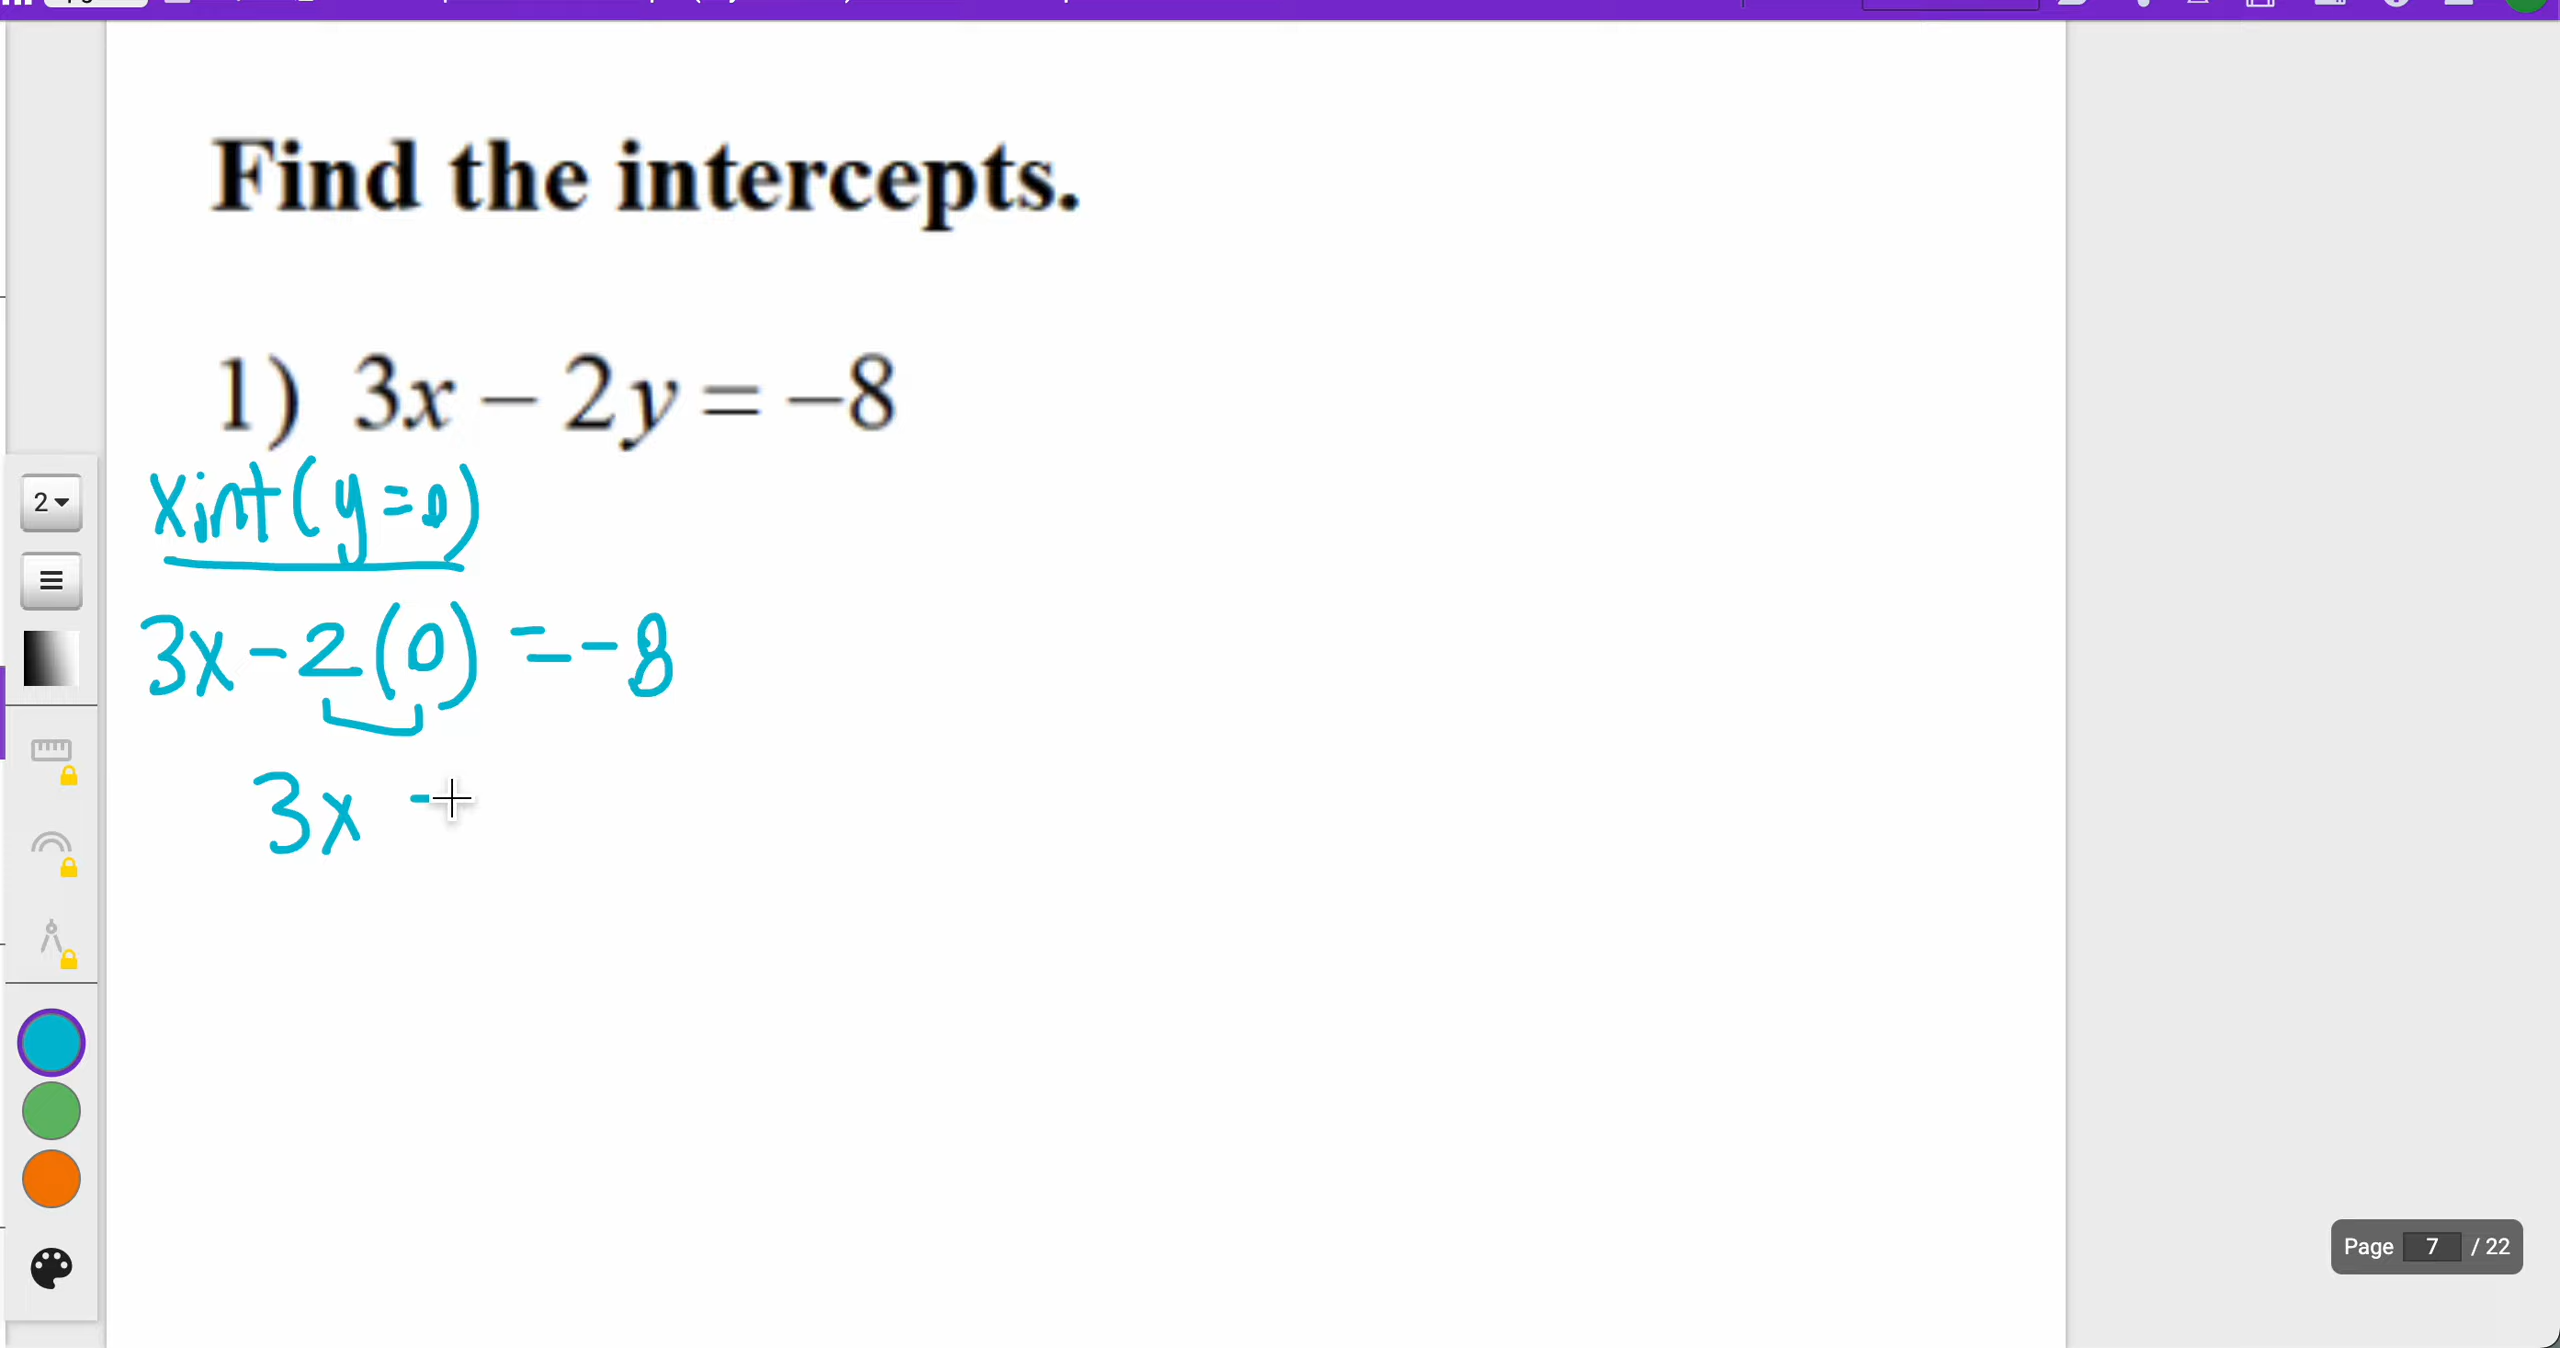 Find the intercepts.
1) 3x – 2y = –8
xint(y=0)
3x-2(0) = -8
3x -
2
Page 7 / 22